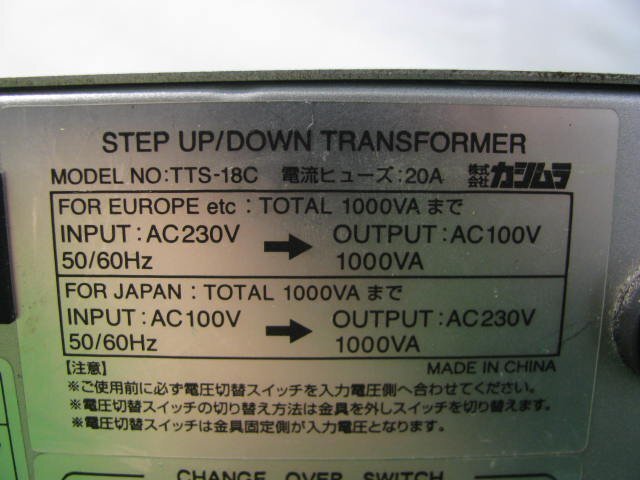 STEP UP/DOWN TRANSFORMER
MODEL NO:TTS-18C 電流ヒューズ:20A 株式会社 カシムラ
FOR EUROPE etc : TOTAL 1000VA まで
INPUT : AC230V → OUTPUT : AC100V
50/60Hz 1000VA
FOR JAPAN : TOTAL 1000VA まで
INPUT : AC100V → OUTPUT : AC230V
50/60Hz 1000VA
【注意】 MADE IN CHINA
※ご使用前に必ず電圧切替スイッチを入力電圧側へ合わせてください。
※電圧切替スイッチの切り替え方法は金具を外しスイッチを切り替えます。
※電圧切替スイッチは金具固定側が入力電圧となります。
CHANGE OVER SWITCH